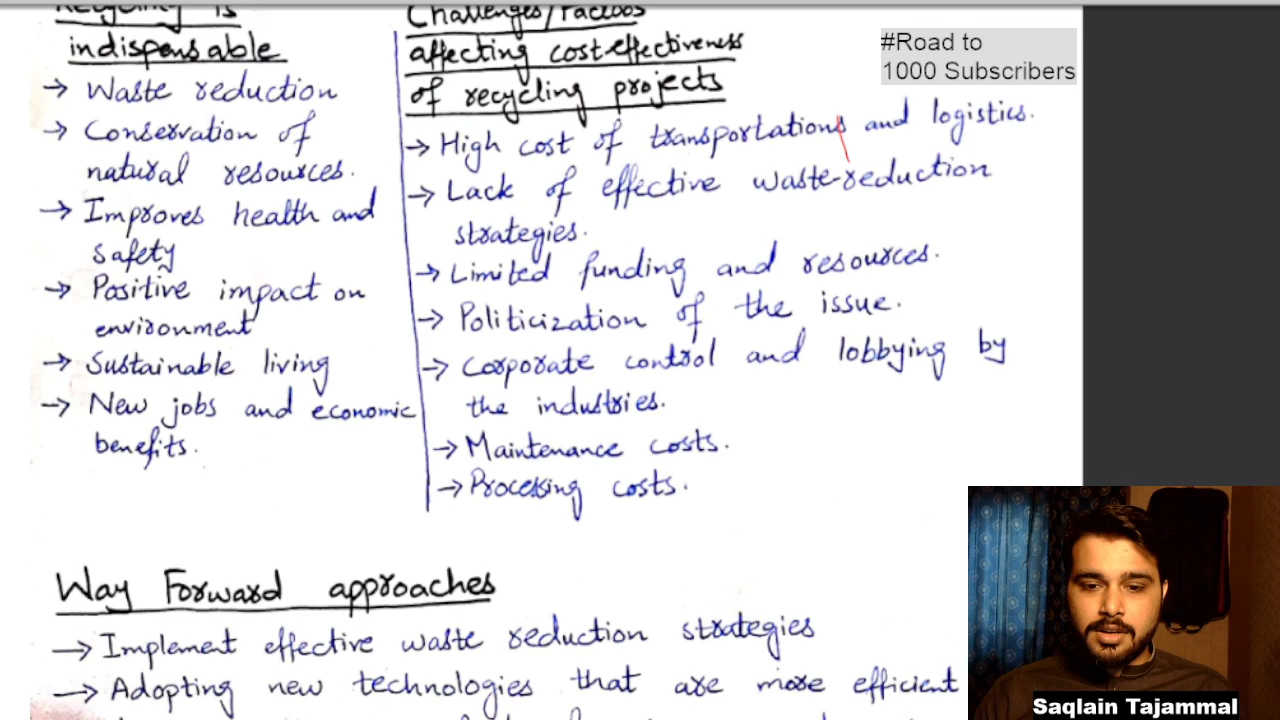 Recycling is
indispensable
→ Waste reduction
→ Conservation of
natural resources.
→ Improves health and
safety
→ Positive impact on
environment
→ Sustainable living
→ New jobs and economic
benefits.
Challenges/Factors
affecting cost-effectiveness
of recycling projects
→ High cost of transportations and logistics.
→ Lack of effective waste-reduction
strategies.
→ Limited funding and resources.
→ Politicization of the issue.
→ Corporate control and lobbying by
the industries.
→ Maintenance costs.
→ Processing costs.
#Road to
1000 Subscribers
Way Forward approaches
→ Implement effective waste reduction strategies
→ Adopting new technologies that are more efficient
Saqlain Tajammal